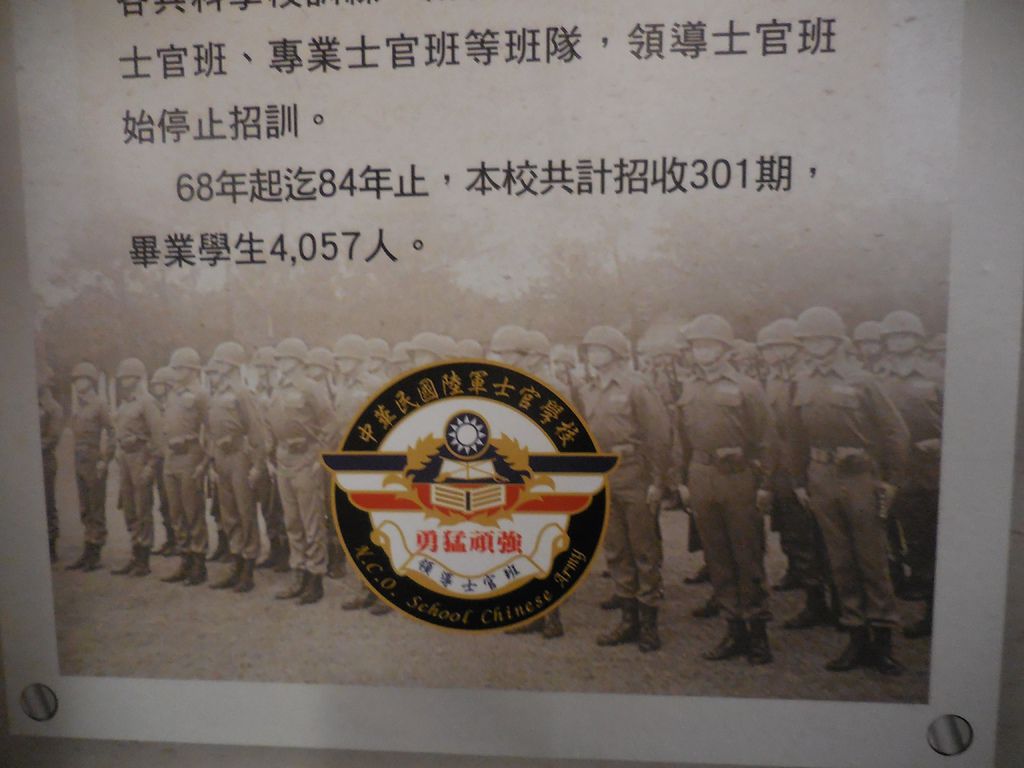 士官班、專業士官班等班隊，領導士官班
始停止招訓。
68年起迄84年止，本校共計招收301期，
畢業學生4,057人。
中華民國陸軍士官學校
勇猛頑強
領導士官班
N.C.O. School Chinese Army